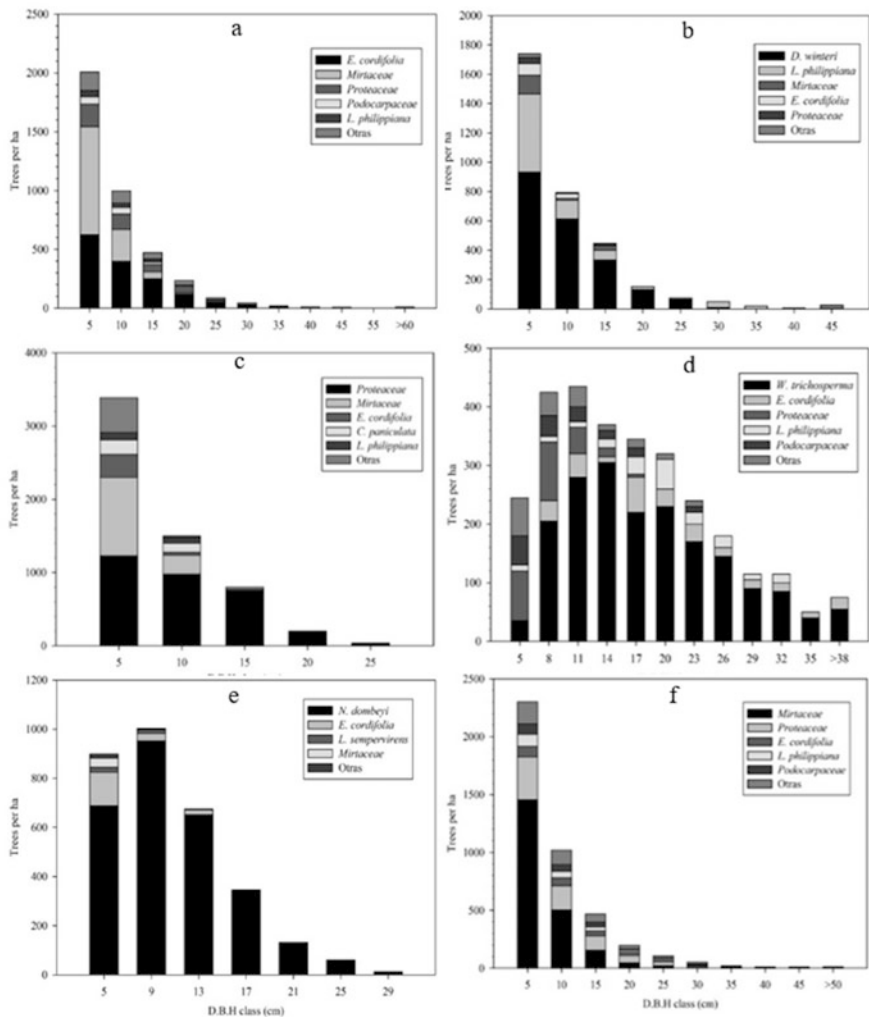 a
2500
2000
1500
1000
500
0
Trees per ha
E. cordifolia
Mirtaceae
Proteaceae
Podocarpaceae
L. philippiana
Otras
5 10 15 20 25 30 35 40 45 55 >60
b
2000
1800
1600
1400
1200
1000
800
600
400
200
0
Trees per ha
D. winteri
L. philippiana
Mirtaceae
E. cordifolia
Proteaceae
Otras
5 10 15 20 25 30 35 40 45
c
4000
3000
2000
1000
0
Trees per ha
Proteaceae
Mirtaceae
E. cordifolia
C. paniculata
L. philippiana
Otras
5 10 15 20 25
d
500
400
300
200
100
0
Trees per ha
W. trichosperma
E. cordifolia
Proteaceae
L. philippiana
Podocarpaceae
Otras
5 8 11 14 17 20 23 26 29 32 35 >38
e
1200
1000
800
600
400
200
0
Trees per ha
N. dombeyi
E. cordifolia
L. sempervirens
Mirtaceae
Otras
5 9 13 17 21 25 29
D.B.H class (cm)
f
2500
2000
1500
1000
500
0
Trees per ha
Mirtaceae
Proteaceae
E. cordifolia
L. philippiana
Podocarpaceae
Otras
5 10 15 20 25 30 35 40 45 >50
D.B.H class (cm)